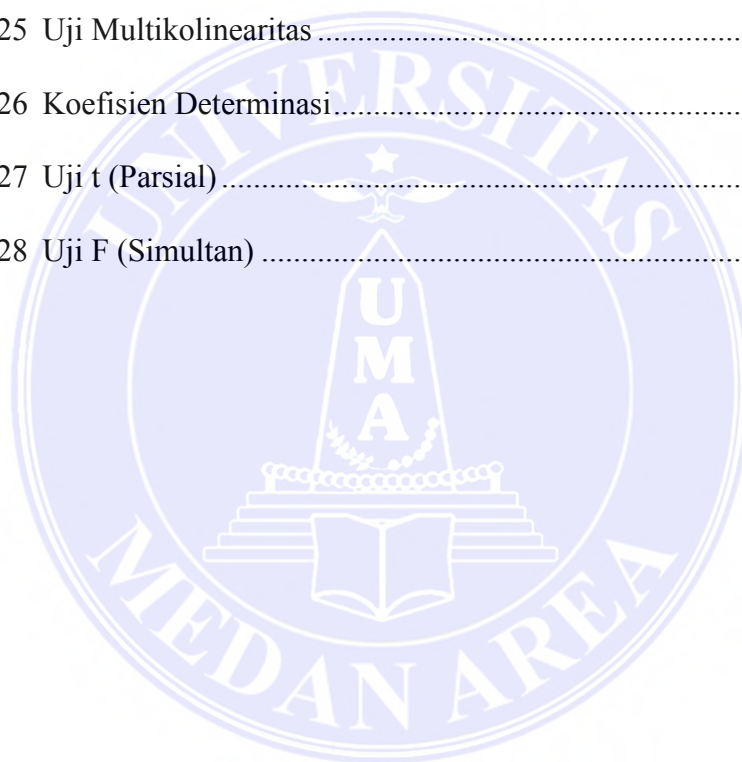 25 Uji Multikolinearitas ................................................................
26 Koefisien Determinasi................................................................
27 Uji t (Parsial) ................................................................
28 Uji F (Simultan) ................................................................
UNIVERSITAS
UMA
MEDAN AREA